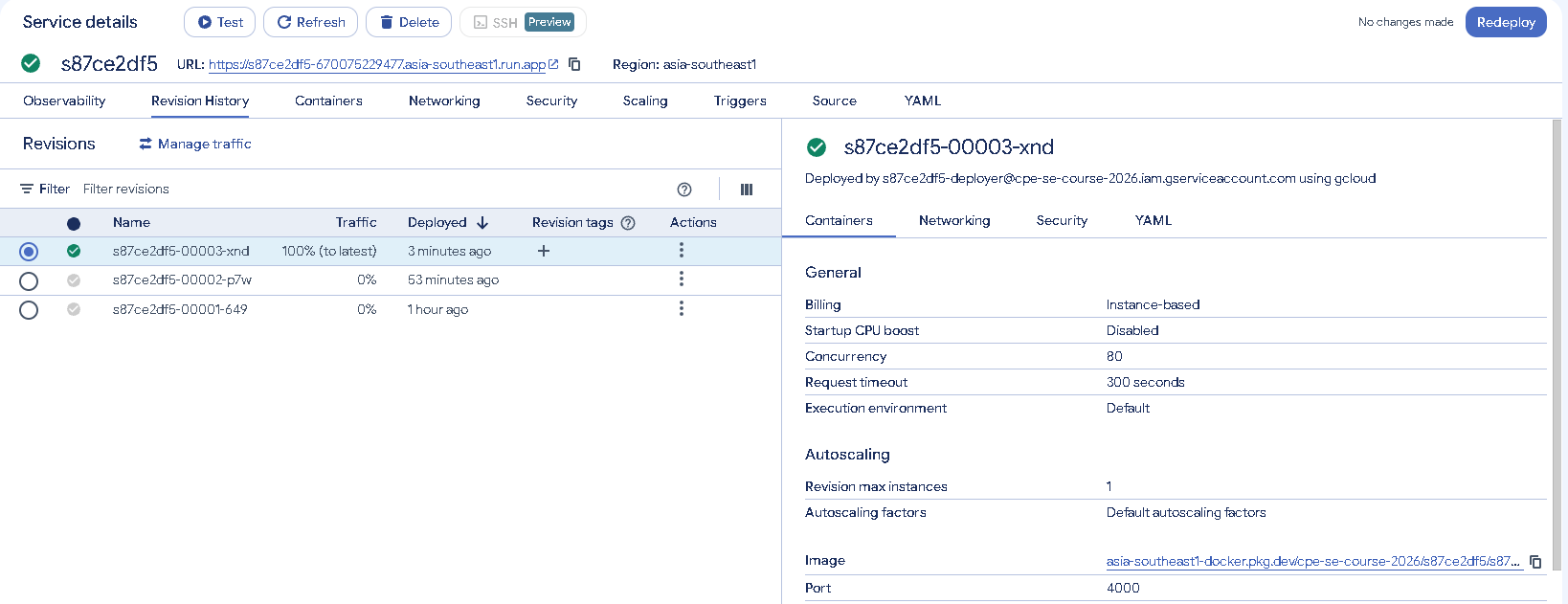 Service details Test Refresh Delete SSH Preview No changes made Redeploy
s87ce2df5 URL: https://s87ce2df5-670075229477.asia-southeast1.run.app Region: asia-southeast1
Observability Revision History Containers Networking Security Scaling Triggers Source YAML
Revisions Manage traffic
Filter Filter revisions
Name Traffic Deployed Revision tags Actions
s87ce2df5-00003-xnd 100% (to latest) 3 minutes ago
s87ce2df5-00002-p7w 0% 53 minutes ago
s87ce2df5-00001-649 0% 1 hour ago
s87ce2df5-00003-xnd
Deployed by s87ce2df5-deployer@cpe-se-course-2026.iam.gserviceaccount.com using gcloud
Containers Networking Security YAML
General
Billing Instance-based
Startup CPU boost Disabled
Concurrency 80
Request timeout 300 seconds
Execution environment Default
Autoscaling
Revision max instances 1
Autoscaling factors Default autoscaling factors
Image asia-southeast1-docker.pkg.dev/cpe-se-course-2026/s87ce2df5/s87...
Port 4000